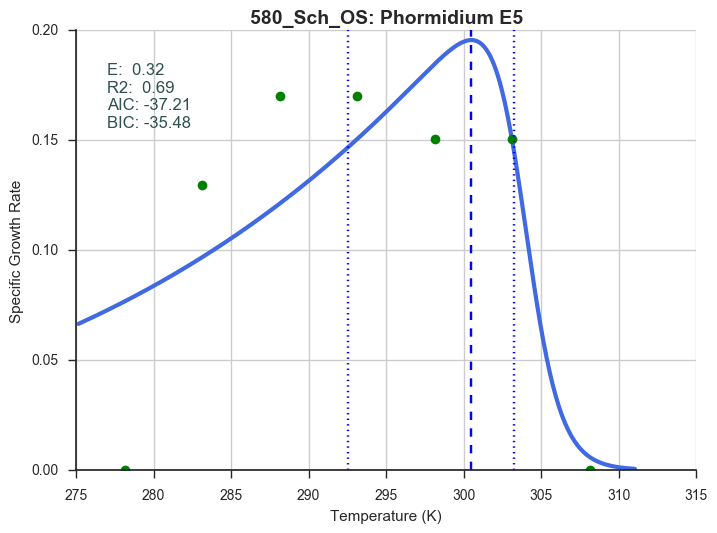 580_Sch_OS: Phormidium E5
E:  0.32
R2:  0.69
AIC: -37.21
BIC: -35.48
Specific Growth Rate
0.20
0.15
0.10
0.05
0.00
275 280 285 290 295 300 305 310 315
Temperature (K)